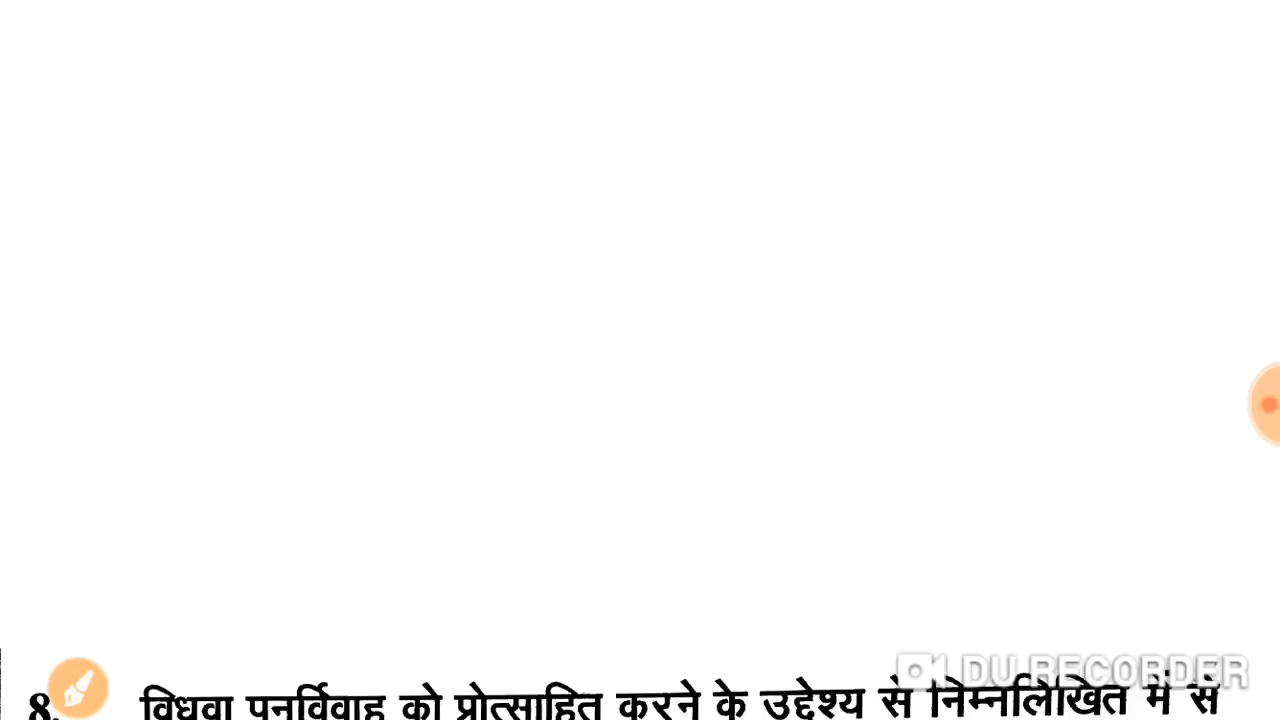 DU RECORDER
8. विधवा पुनर्विवाह को प्रोत्साहित करने के उद्देश्य से निम्नलिखित में से